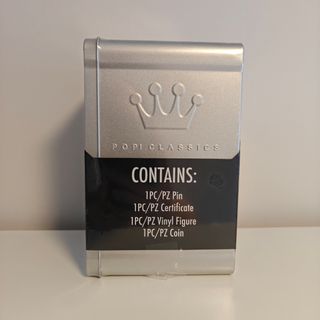 POP! CLASSICS
CONTAINS:
1PC/PZ Pin
1PC/PZ Certificate
1PC/PZ Vinyl Figure
1PC/PZ Coin